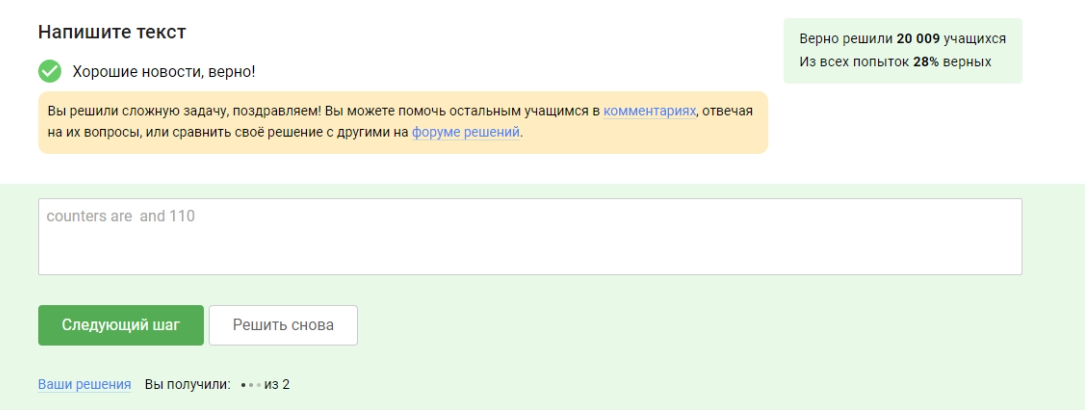 Напишите текст
Верно решили 20 009 учащихся
Из всех попыток 28% верных
Хорошие новости, верно!
Вы решили сложную задачу, поздравляем! Вы можете помочь остальным учащимся в комментариях, отвечая
на их вопросы, или сравнить своё решение с другими на форуме решений.
counters are  and 110
Следующий шаг
Решить снова
Ваши решения Вы получили: из 2